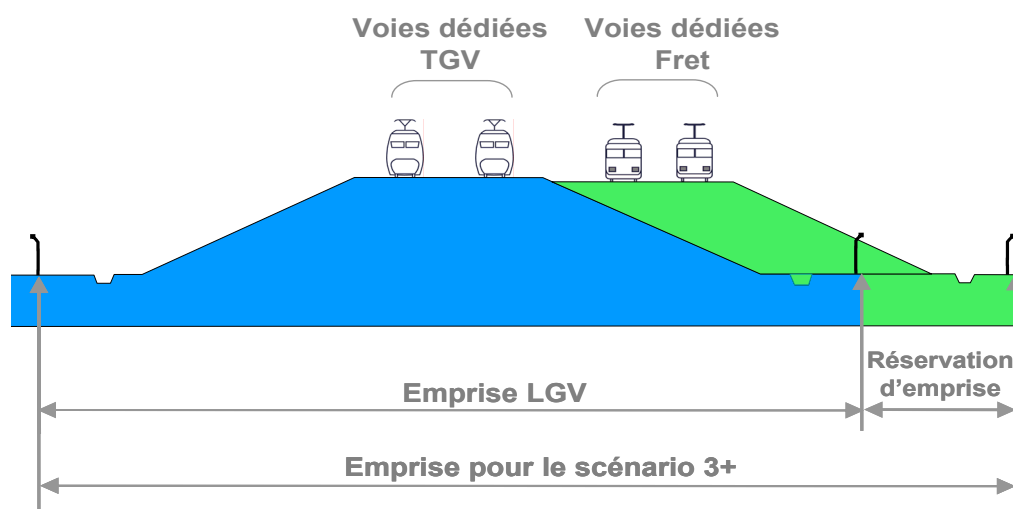 Voies dédiées
TGV
Voies dédiées
Fret
Réservation
d’emprise
Emprise LGV
Emprise pour le scénario 3+